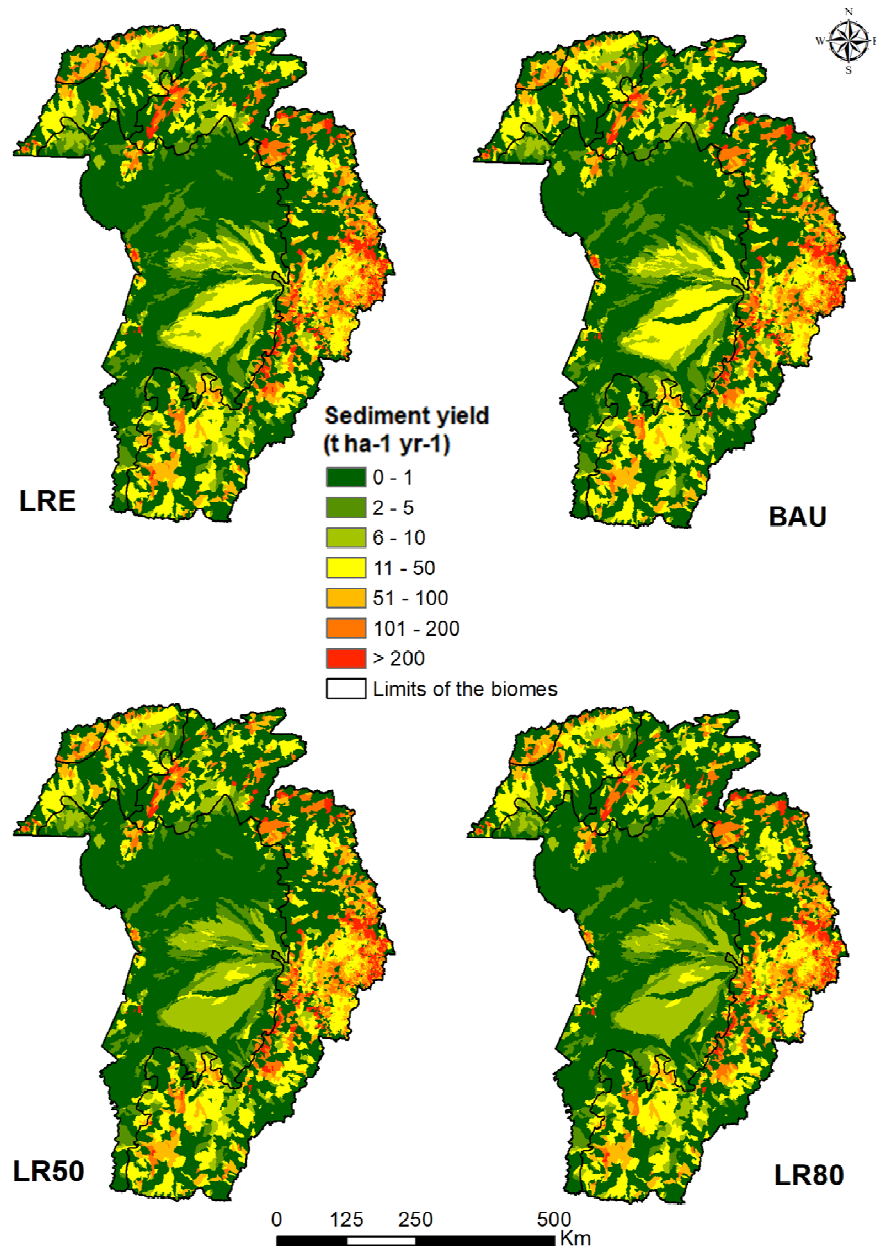 N
W E
S
Sediment yield
(t ha-1 yr-1)
0 - 1
2 - 5
6 - 10
11 - 50
51 - 100
101 - 200
> 200
Limits of the biomes
LRE
BAU
LR50
LR80
0 125 250 500
Km